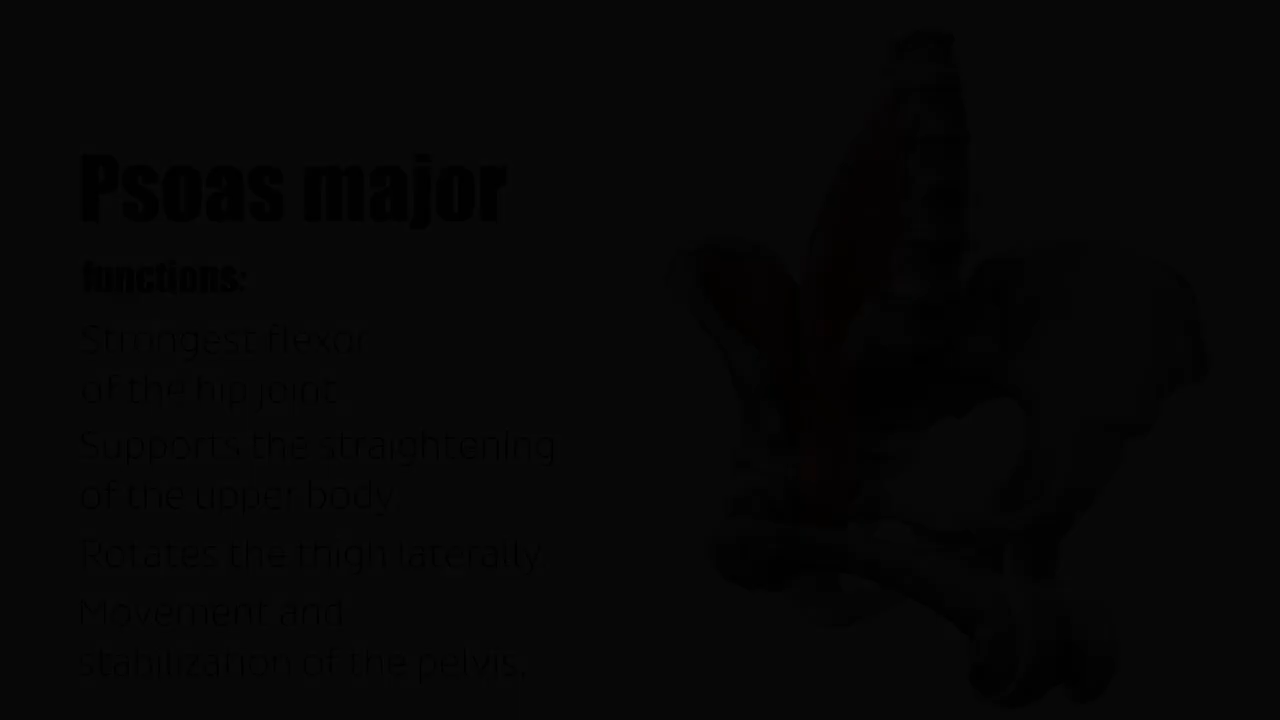 Psoas major
functions:
Strongest flexor
of the hip joint
Supports the straightening
of the upper body
Rotates the thigh laterally.
Movement and
stabilization of the pelvis.